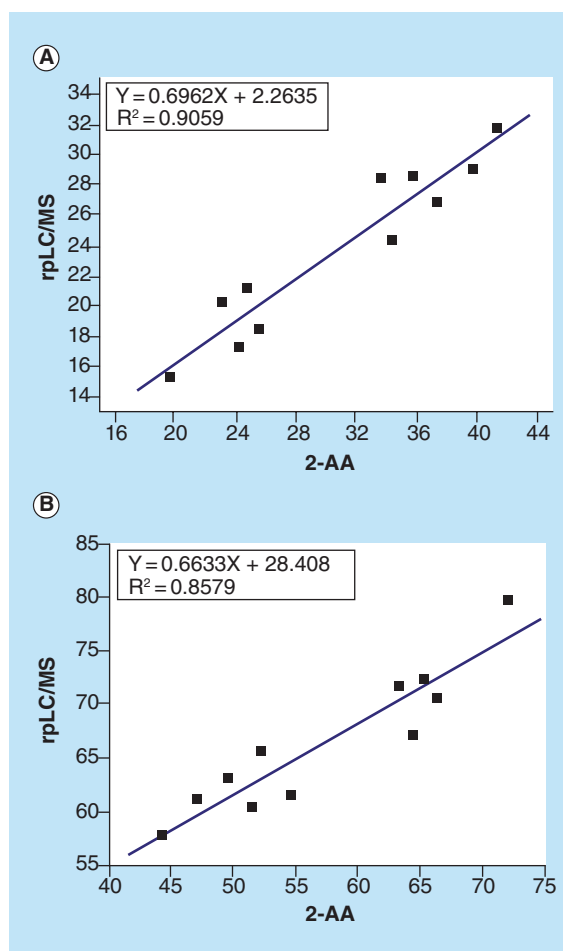 A
Y = 0.6962X + 2.2635
R² = 0.9059
34
32
30
28
26
24
22
20
18
16
14
rpLC/MS
16 20 24 28 32 36 40 44
2-AA
B
Y = 0.6633X + 28.408
R² = 0.8579
85
80
75
70
65
60
55
rpLC/MS
40 45 50 55 60 65 70 75
2-AA